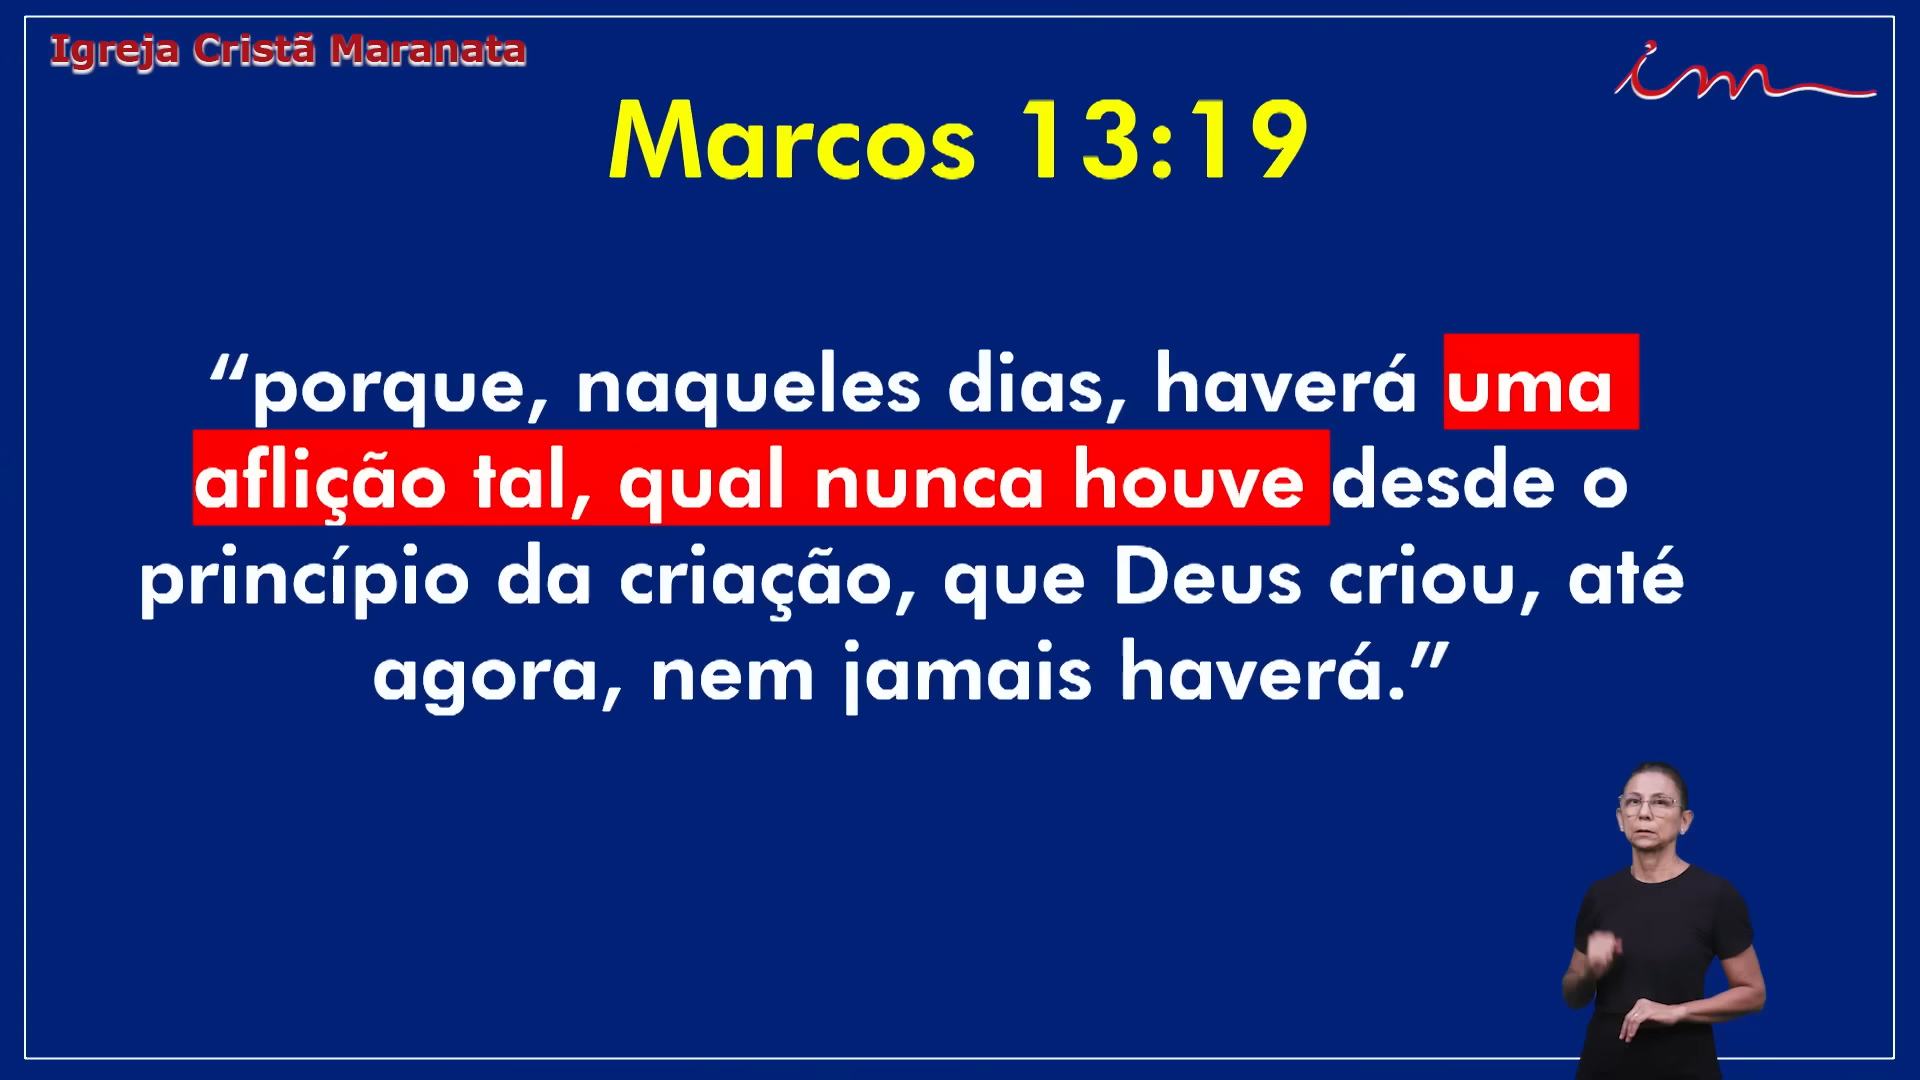 Igreja Cristã Maranata
im
Marcos 13:19
“porque, naqueles dias, haverá uma
aflição tal, qual nunca houve desde o
princípio da criação, que Deus criou, até
agora, nem jamais haverá.”